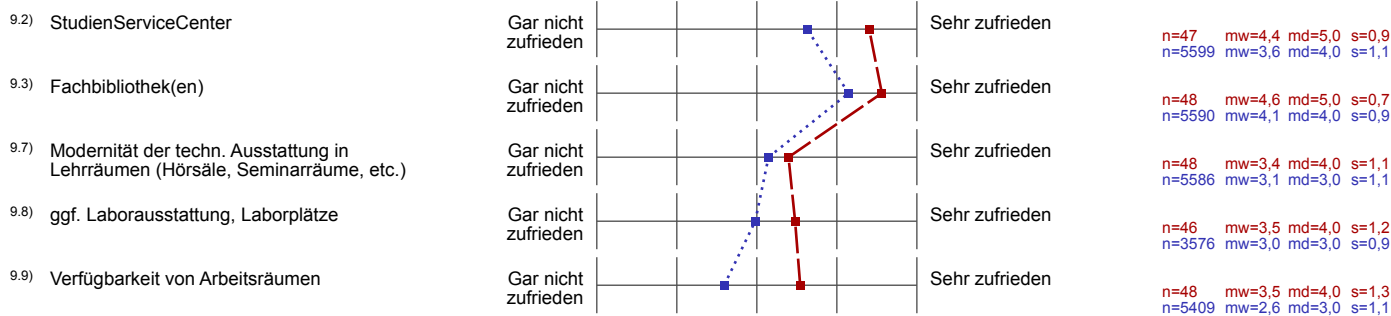 9.2) StudienServiceCenter
Gar nicht
zufrieden
Sehr zufrieden
n=47 mw=4,4 md=5,0 s=0,9
n=5599 mw=3,6 md=4,0 s=1,1
9.3) Fachbibliothek(en)
Gar nicht
zufrieden
Sehr zufrieden
n=48 mw=4,6 md=5,0 s=0,7
n=5590 mw=4,1 md=4,0 s=0,9
9.7) Modernität der techn. Ausstattung in
Lehrräumen (Hörsäle, Seminarräume, etc.)
Gar nicht
zufrieden
Sehr zufrieden
n=48 mw=3,4 md=4,0 s=1,1
n=5586 mw=3,1 md=3,0 s=1,1
9.8) ggf. Laborausstattung, Laborplätze
Gar nicht
zufrieden
Sehr zufrieden
n=46 mw=3,5 md=4,0 s=1,2
n=3576 mw=3,0 md=3,0 s=0,9
9.9) Verfügbarkeit von Arbeitsräumen
Gar nicht
zufrieden
Sehr zufrieden
n=48 mw=3,5 md=4,0 s=1,3
n=5409 mw=2,6 md=3,0 s=1,1